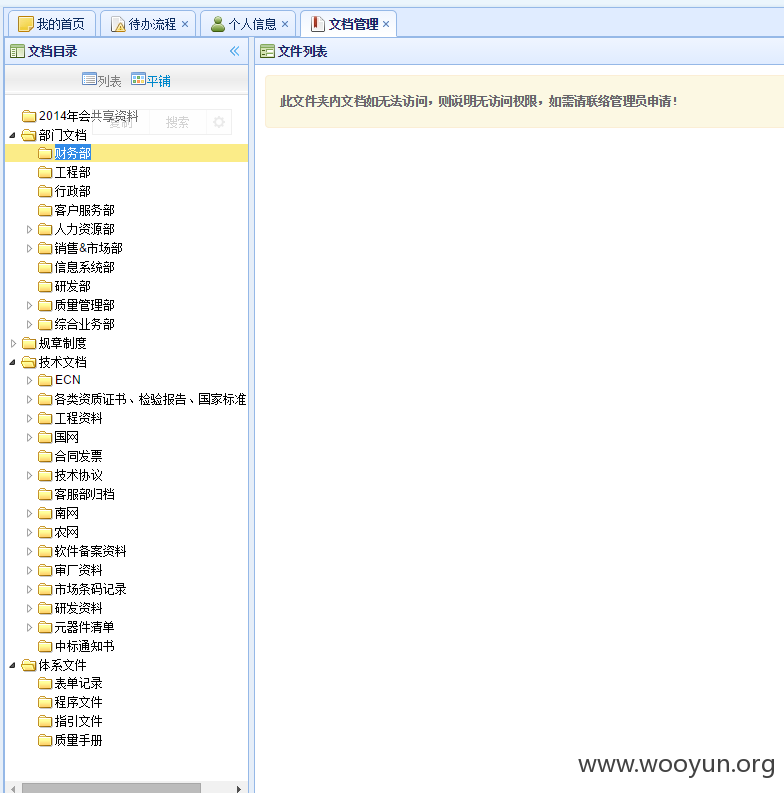 我的首页 待办流程 × 个人信息 × 文档管理 ×
文档目录 «
文件列表
列表 平铺
此文件夹内文档如无法访问，则说明无访问权限，如需请联络管理员申请！
2014年会共享资料
复制 搜索
部门文档
财务部
工程部
行政部
客户服务部
人力资源部
销售&市场部
信息系统部
研发部
质量管理部
综合业务部
规章制度
技术文档
ECN
各类资质证书、检验报告、国家标准
工程资料
国网
合同发票
技术协议
客服部归档
南网
农网
软件备案资料
审厂资料
市场条码记录
研发资料
元器件清单
中标通知书
体系文件
表单记录
程序文件
指引文件
质量手册
www.wooyun.org